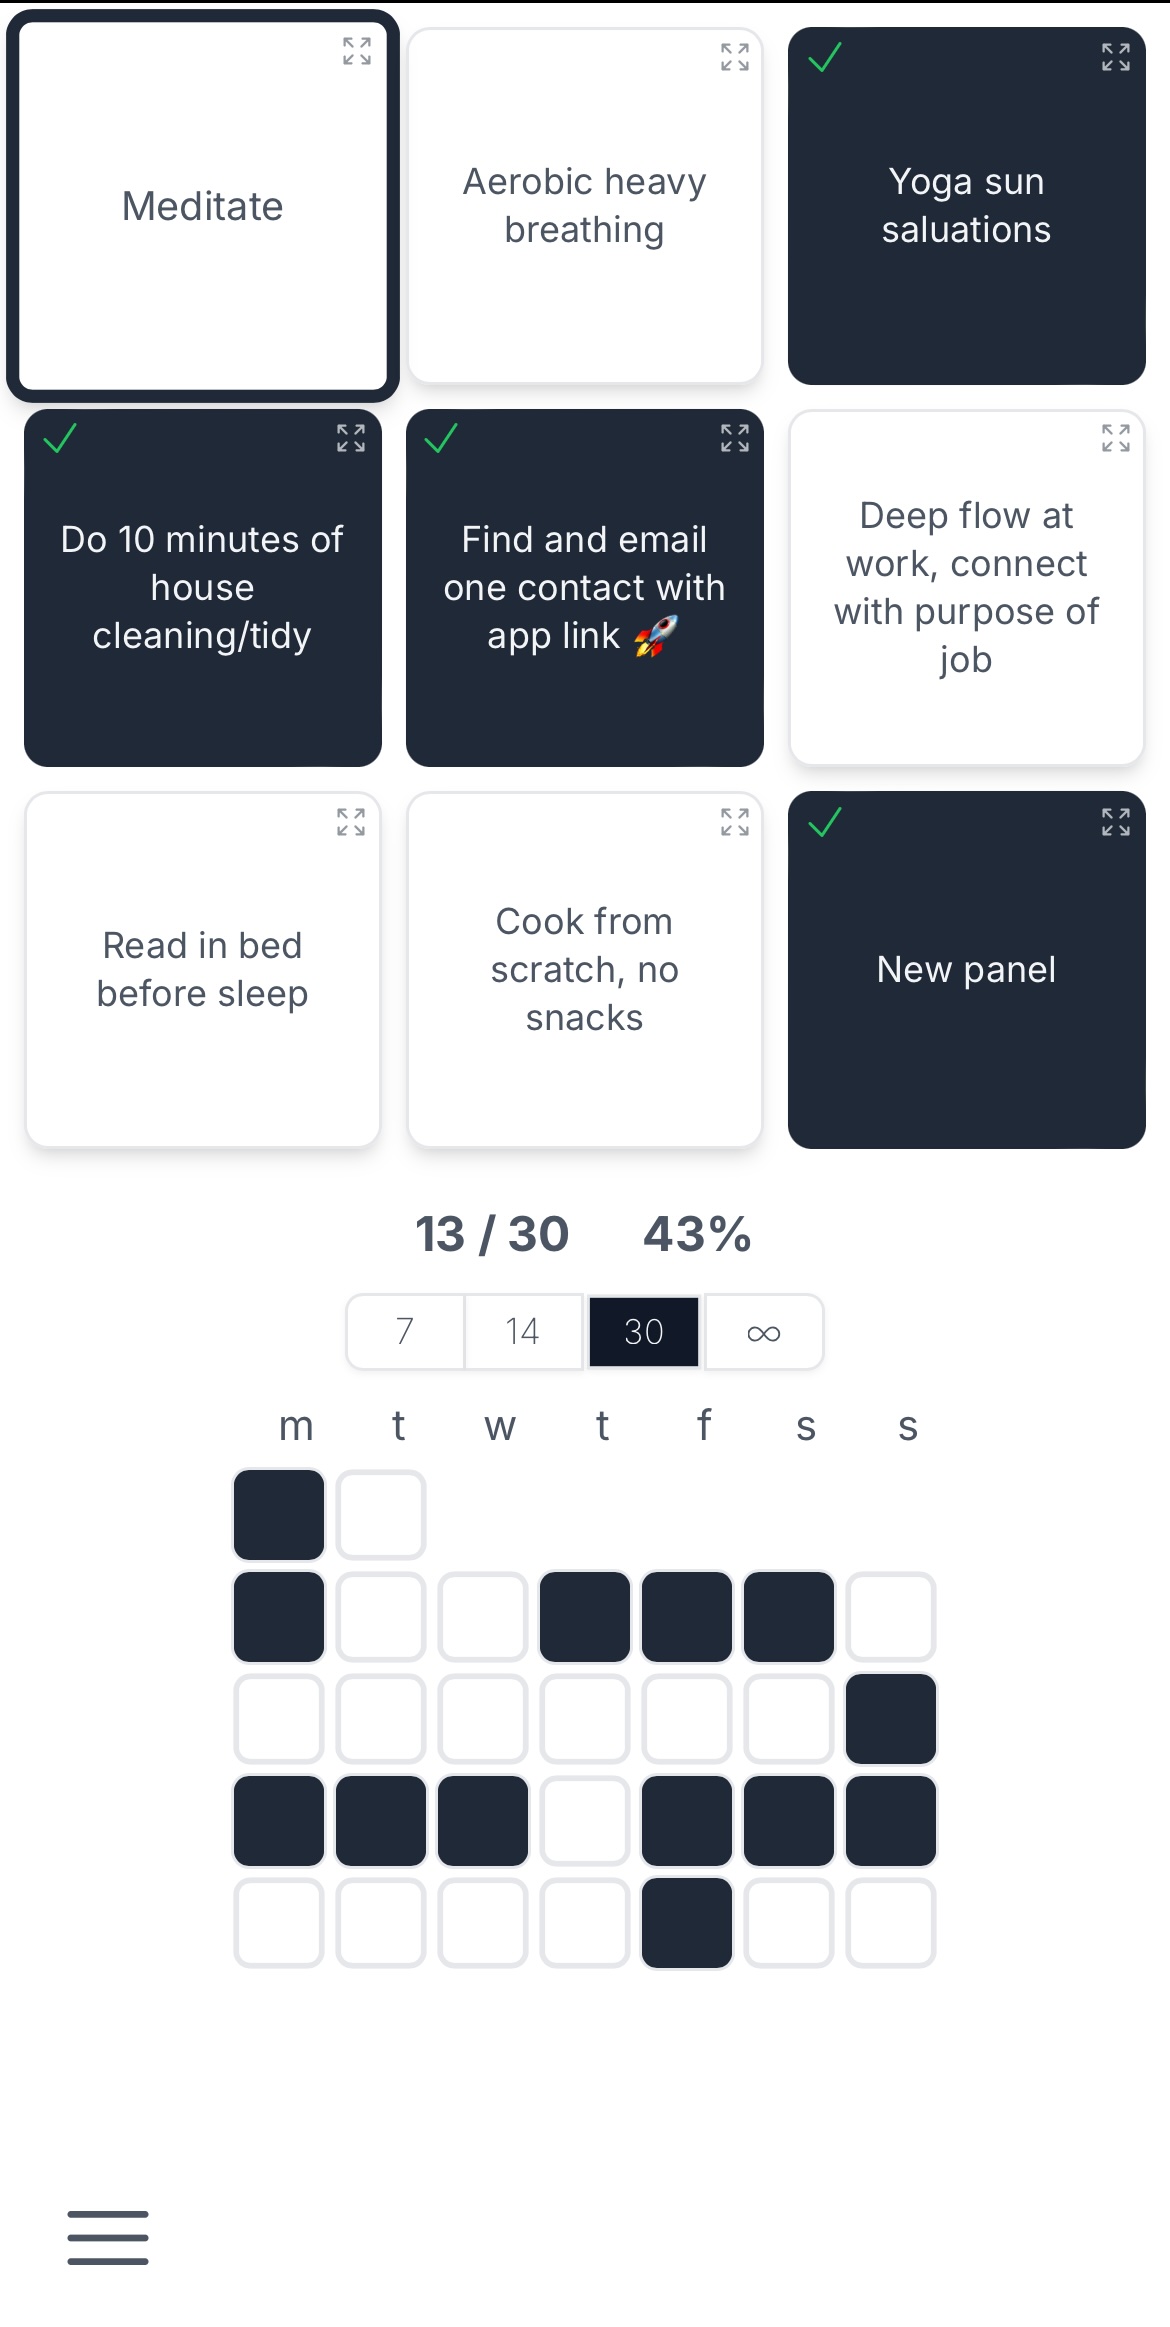 Meditate
Aerobic heavy
breathing
Yoga sun
saluations
Do 10 minutes of
house
cleaning/tidy
Find and email
one contact with
app link 🚀
Deep flow at
work, connect
with purpose of
job
Read in bed
before sleep
Cook from
scratch, no
snacks
New panel
13 / 30 43%
7 14 30 ∞
m t w t f s s